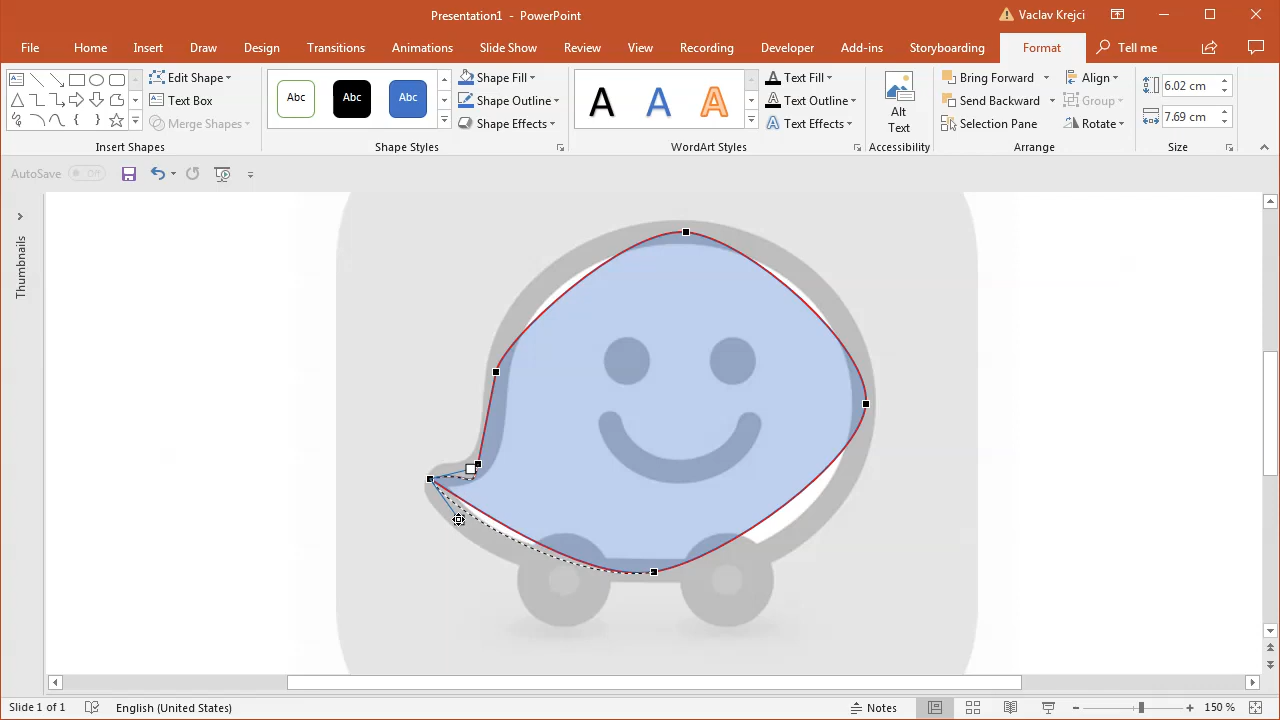 Presentation1 - PowerPoint
Vaclav Krejci
File Home Insert Draw Design Transitions Animations Slide Show Review View Recording Developer Add-ins Storyboarding Format Tell me Share
Edit Shape
Text Box
Merge Shapes
Insert Shapes
Abc Abc Abc
Shape Fill
Shape Outline
Shape Effects
Shape Styles
A A A
Text Fill
Text Outline
Text Effects
WordArt Styles
Alt
Text
Accessibility
Bring Forward
Send Backward
Selection Pane
Align
Group
Rotate
Arrange
6.02 cm
7.69 cm
Size
AutoSave Off
Thumbnails
Slide 1 of 1 English (United States) Notes 150 %